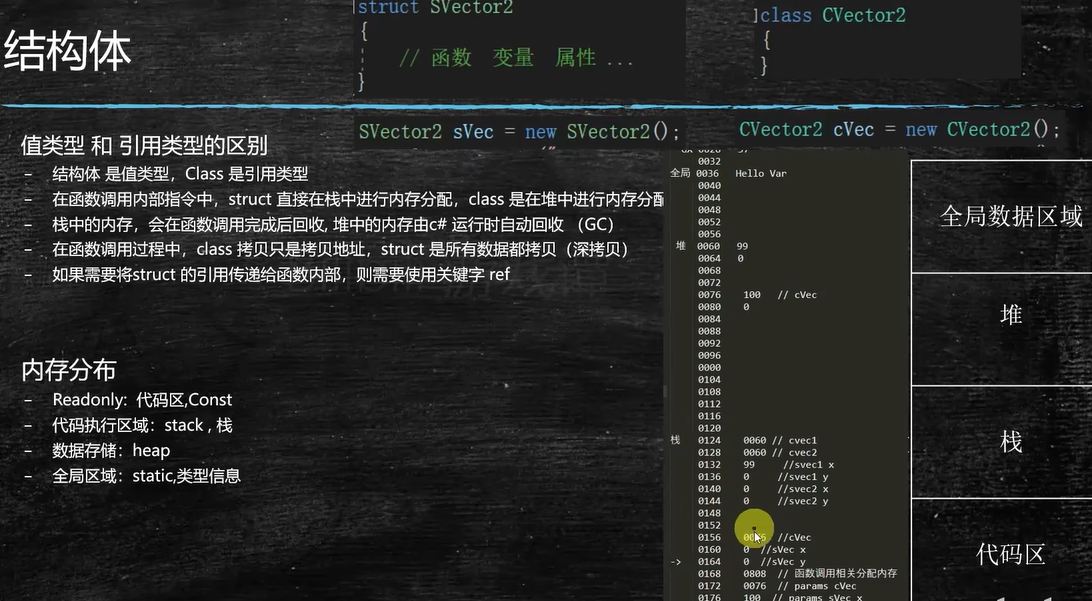 结构体
struct SVector2
{
// 函数 变量 属性 ...
}
class CVector2
{
}
SVector2 sVec = new SVector2();
CVector2 cVec = new CVector2();
值类型 和 引用类型的区别
- 结构体 是值类型，Class 是引用类型
- 在函数调用内部指令中，struct 直接在栈中进行内存分配，class 是在堆中进行内存分配
- 栈中的内存，会在函数调用完成后回收, 堆中的内存由c# 运行时自动回收 （GC）
- 在函数调用过程中，class 拷贝只是拷贝地址，struct 是所有数据都拷贝（深拷贝）
- 如果需要将struct 的引用传递给函数内部，则需要使用关键字 ref
内存分布
- Readonly: 代码区,Const
- 代码执行区域：stack , 栈
- 数据存储：heap
- 全局区域：static,类型信息
0032
全局 0036 Hello Var
0040
0044
0048
0052
0056
堆 0060 99
0064 0
0068
0072
0076 100 // cVec
0080 0
0084
0088
0092
0096
0000
0104
0108
0112
0116
0120
栈 0124 0060 // cvec1
0128 0060 // cvec2
0132 99 //svec1 x
0136 0 //svec1 y
0140 0 //svec2 x
0144 0 //svec2 y
0148
0152
0156 //cVec
0160 0 //sVec x
-> 0164 0 //sVec y
0168 0808 // 函数调用相关分配内存
0172 0076 // params cVec
0176 100 // params sVec x
全局数据区域
堆
栈
代码区